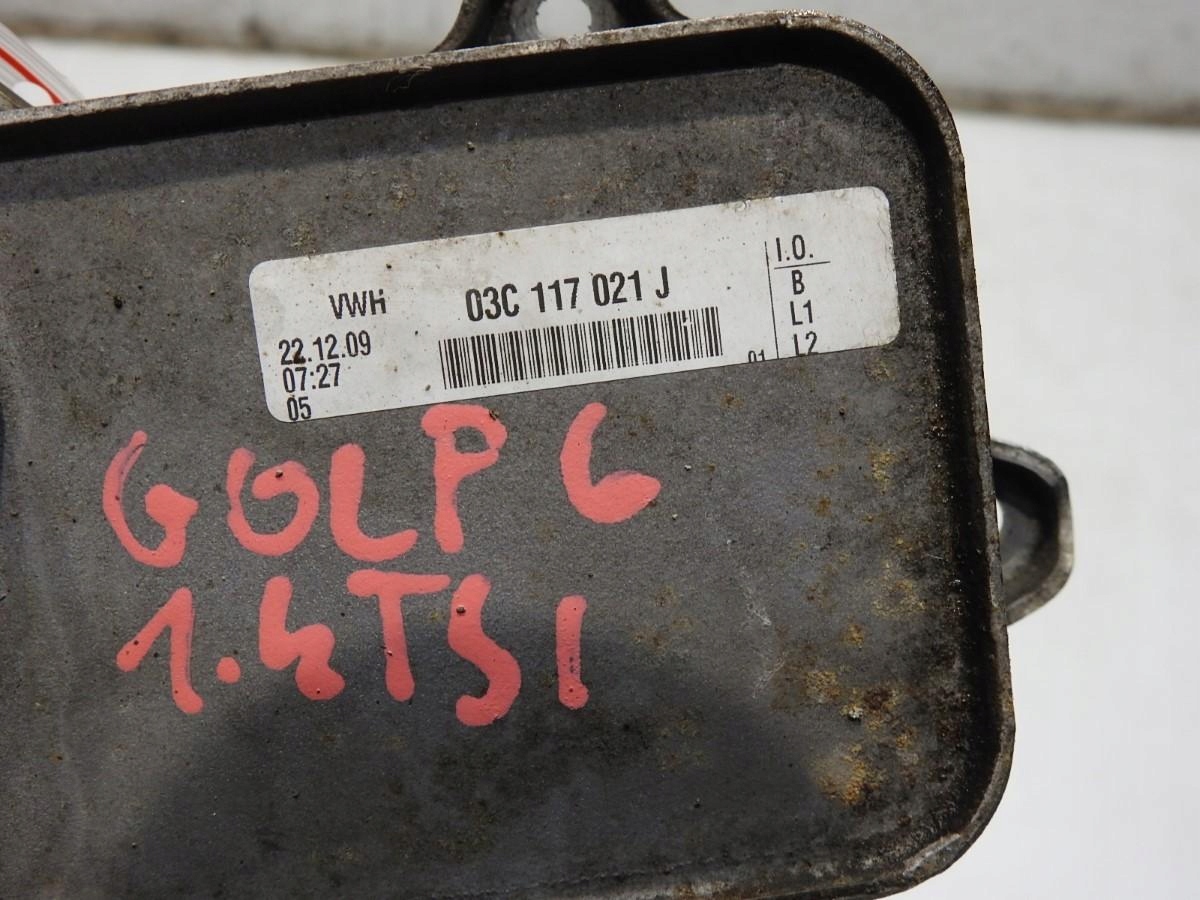 VWH 03C 117 021 J
22.12.09
07:27
05
01
I.O.
B
L1
L2
GOLF 6
1.4TSI